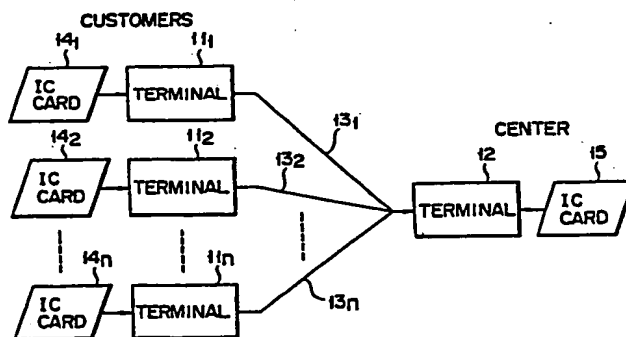 CUSTOMERS
14₁ 11₁
IC CARD TERMINAL
14₂ 11₂ 13₁
IC CARD TERMINAL
13₂
CENTER
12 15
TERMINAL IC CARD
14n 11n
IC CARD TERMINAL
13n